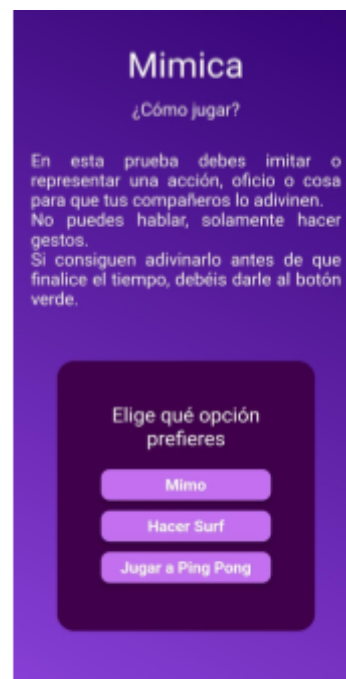 Mimica
¿Cómo jugar?
En esta prueba debes imitar o
representar una acción, oficio o cosa
para que tus compañeros lo adivinen.
No puedes hablar, solamente hacer
gestos.
Si consiguen adivinarlo antes de que
finalice el tiempo, debéis darle al botón
verde.
Elige qué opción
prefieres
Mimo
Hacer Surf
Jugar a Ping Pong